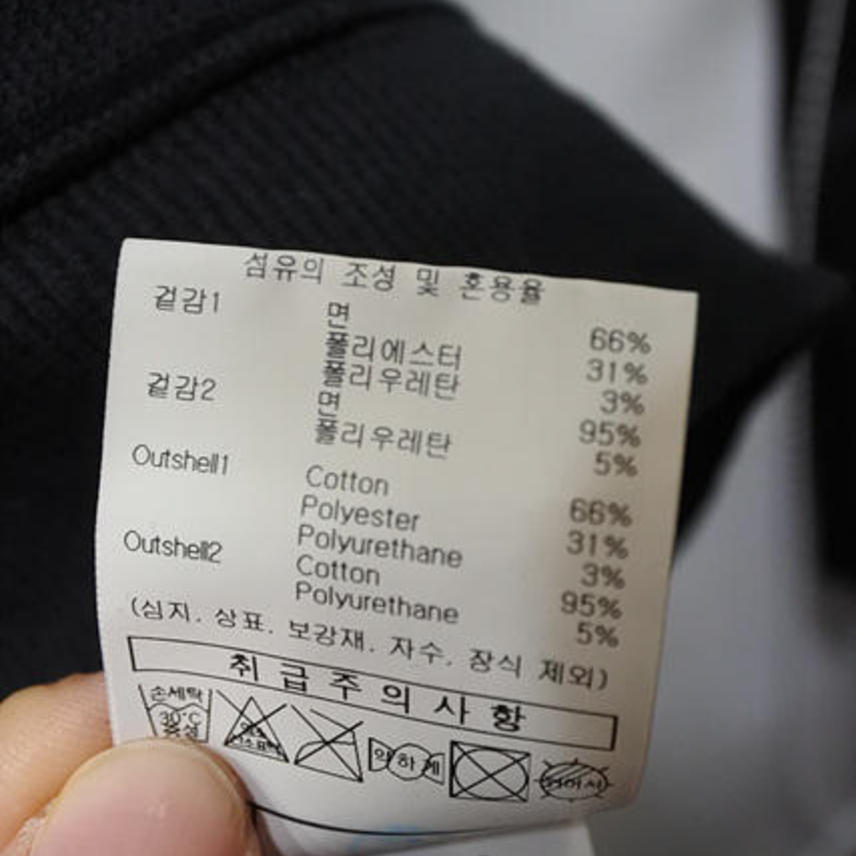 섬유의 조성 및 혼용율
겉감1 면 66%
폴리에스터 31%
폴리우레탄 3%
겉감2 면 95%
폴리우레탄 5%
Outshell1 Cotton 66%
Polyester 31%
Polyurethane 3%
Outshell2 Cotton 95%
Polyurethane 5%
(심지. 상표. 보강재. 자수. 장식 제외)
취급주의사항
손세탁
30°C
약하게